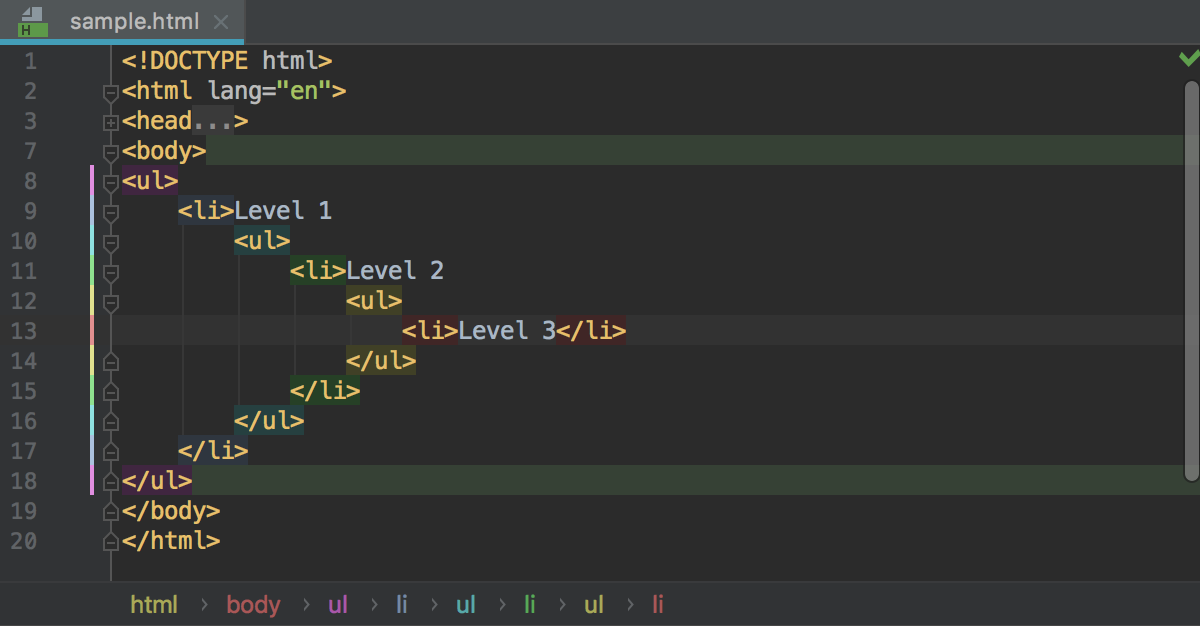 H sample.html
1 <!DOCTYPE html>
2 <html lang="en">
3 <head...>
7 <body>
8 <ul>
9 <li>Level 1
10 <ul>
11 <li>Level 2
12 <ul>
13 <li>Level 3</li>
14 </ul>
15 </li>
16 </ul>
17 </li>
18 </ul>
19 </body>
20 </html>
html › body › ul › li › ul › li › ul › li